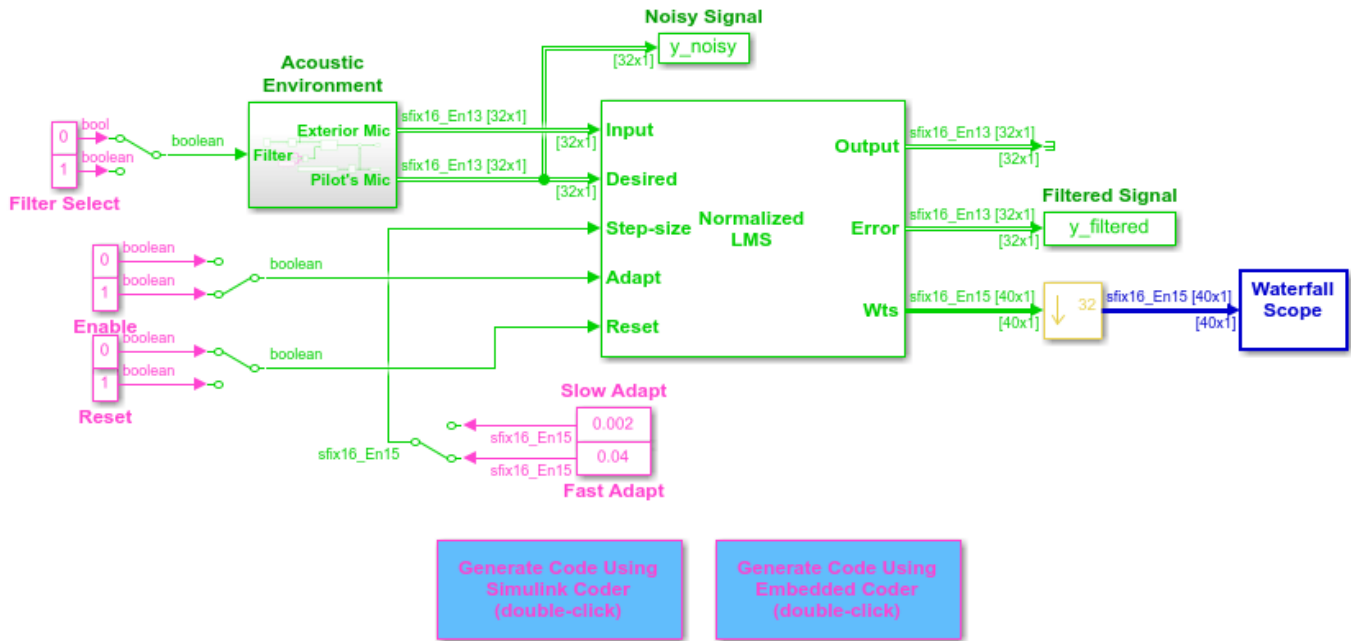 Noisy Signal
y_noisy
[32x1]
Acoustic
Environment
sfix16_En13 [32x1]
[32x1]
Exterior Mic
Filter
Pilot's Mic
sfix16_En13 [32x1]
[32x1]
0
bool
1
boolean
boolean
Filter Select
Input
Desired
Step-size
Adapt
Reset
Normalized
LMS
Output
Error
Wts
sfix16_En13 [32x1]
[32x1]
Filtered Signal
sfix16_En13 [32x1]
[32x1]
y_filtered
sfix16_En15 [40x1]
[40x1]
32
sfix16_En15 [40x1]
[40x1]
Waterfall
Scope
0
boolean
1
boolean
boolean
Enable
0
boolean
1
boolean
boolean
Reset
Slow Adapt
0.002
sfix16_En15
0.04
sfix16_En15
sfix16_En15
Fast Adapt
Generate Code Using
Simulink Coder
(double-click)
Generate Code Using
Embedded Coder
(double-click)